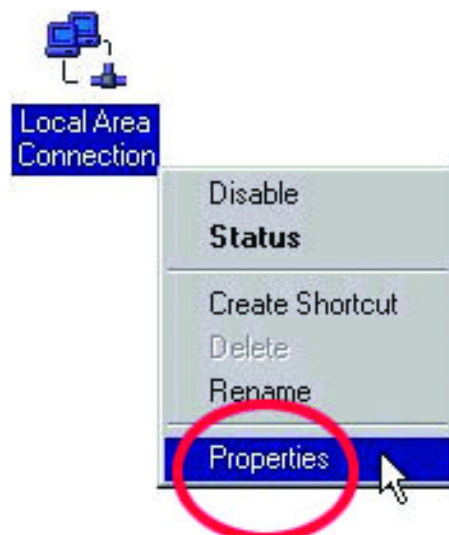 Local Area
Connection
Disable
Status
Create Shortcut
Delete
Rename
Properties